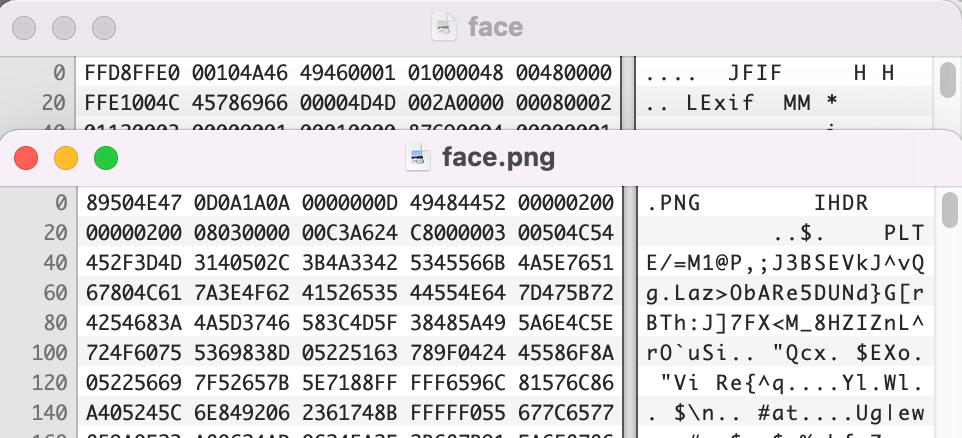 face
0 FFD8FFE0 00104A46 49460001 01000048 00480000 .... JFIF H H
20 FFE1004C 45786966 00004D4D 002A0000 00080002 .. LExif MM *
face.png
0 89504E47 0D0A1A0A 0000000D 49484452 00000200 .PNG IHDR
20 00000200 08030000 00C3A624 C8000003 00504C54 ..$. PLT
40 452F3D4D 3140502C 3B4A3342 5345566B 4A5E7651 E/=M1@P,;J3BSEVkJ^vQ
60 67804C61 7A3E4F62 41526535 44554E64 7D475B72 g.Laz>ObARe5DUNd}G[r
80 4254683A 4A5D3746 583C4D5F 38485A49 5A6E4C5E BTh:J]7FX<M_8HZIZnL^
100 724F6075 5369838D 05225163 789F0424 45586F8A rO`uSi.. "Qcx. $EXo.
120 05225669 7F52657B 5E7188FF FFF6596C 81576C86 "Vi Re{^q....Yl.Wl.
140 A405245C 6E849206 2361748B FFFFF055 677C6577 . $\n.. #at....Ug|ew